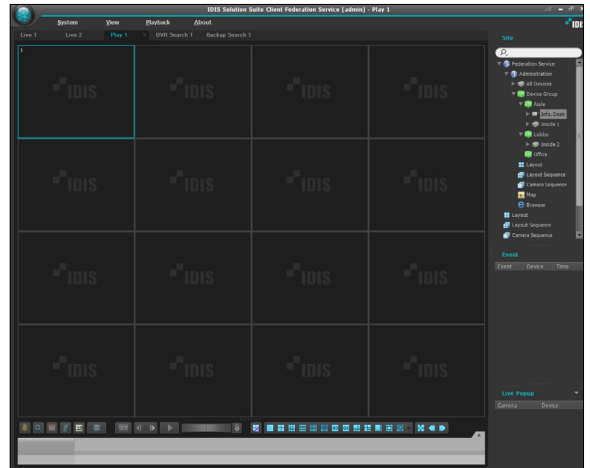 IDIS Solution Suite Client Federation Service [admin] - Play 1
System View Playback About
IDIS
Live 1 Live 2 Play 1 DVR Search 1 Backup Search 1
Site
1
Federation Service
Administration
All Devices
Device Group
Aisle
Info. Desk
Inside 1
Lobby
Inside 2
Office
Layout
Layout Sequence
Camera Sequence
Map
Browser
Layout
Layout Sequence
Camera Sequence
IDIS IDIS IDIS IDIS
IDIS IDIS IDIS IDIS
Event
Event Device Time
IDIS IDIS IDIS IDIS
IDIS IDIS IDIS IDIS
Live Popup
Camera Device